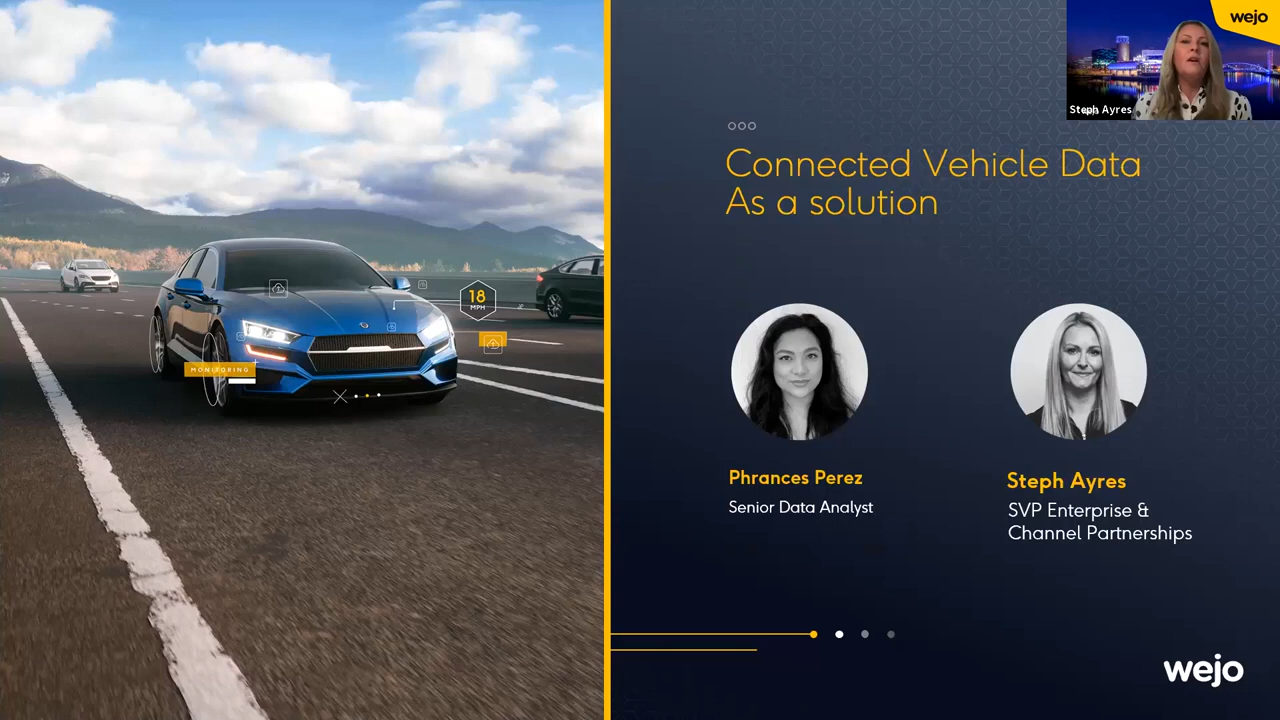 wejo
Steph Ayres
Connected Vehicle Data
As a solution
18
MPH
MONITORING
Phrances Perez
Senior Data Analyst
Steph Ayres
SVP Enterprise &
Channel Partnerships
wejo